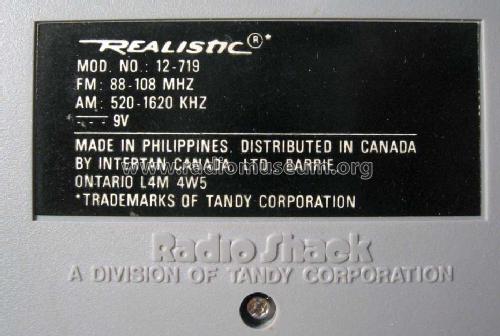 REALISTIC®*
MOD. NO.: 12-719
FM: 88-108 MHZ
AM: 520-1620 KHZ
9V
MADE IN PHILIPPINES. DISTRIBUTED IN CANADA
BY INTERTAN CANADA, LTD. BARRIE,
www.radiomuseum.org
ONTARIO L4M 4W5
*TRADEMARKS OF TANDY CORPORATION
Radio Shack
A DIVISION OF TANDY CORPORATION